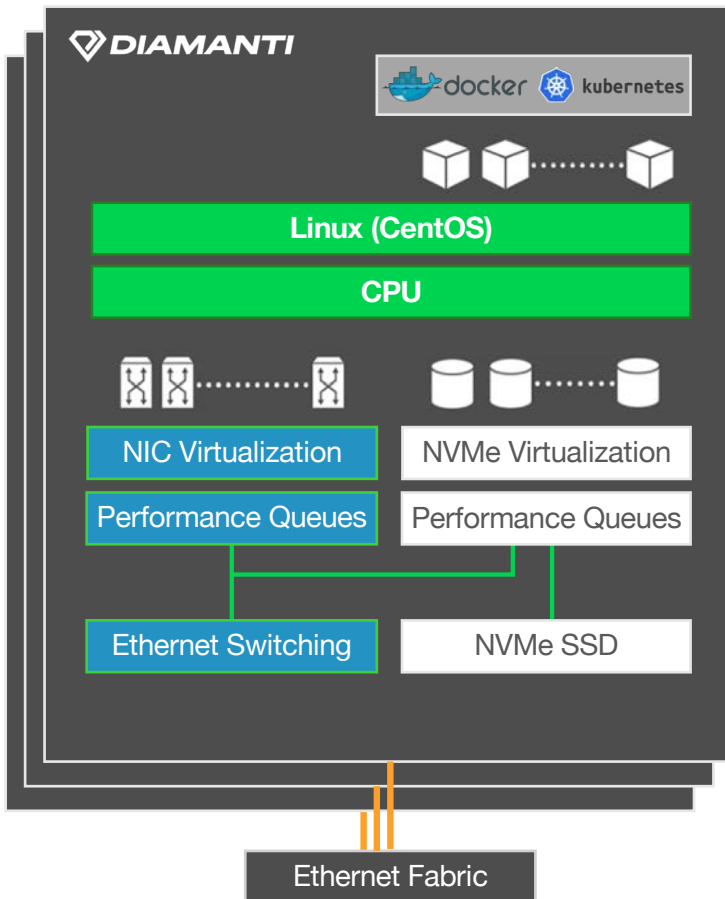 DIAMANTI
docker kubernetes
Linux (CentOS)
CPU
NIC Virtualization NVMe Virtualization
Performance Queues Performance Queues
Ethernet Switching NVMe SSD
Ethernet Fabric